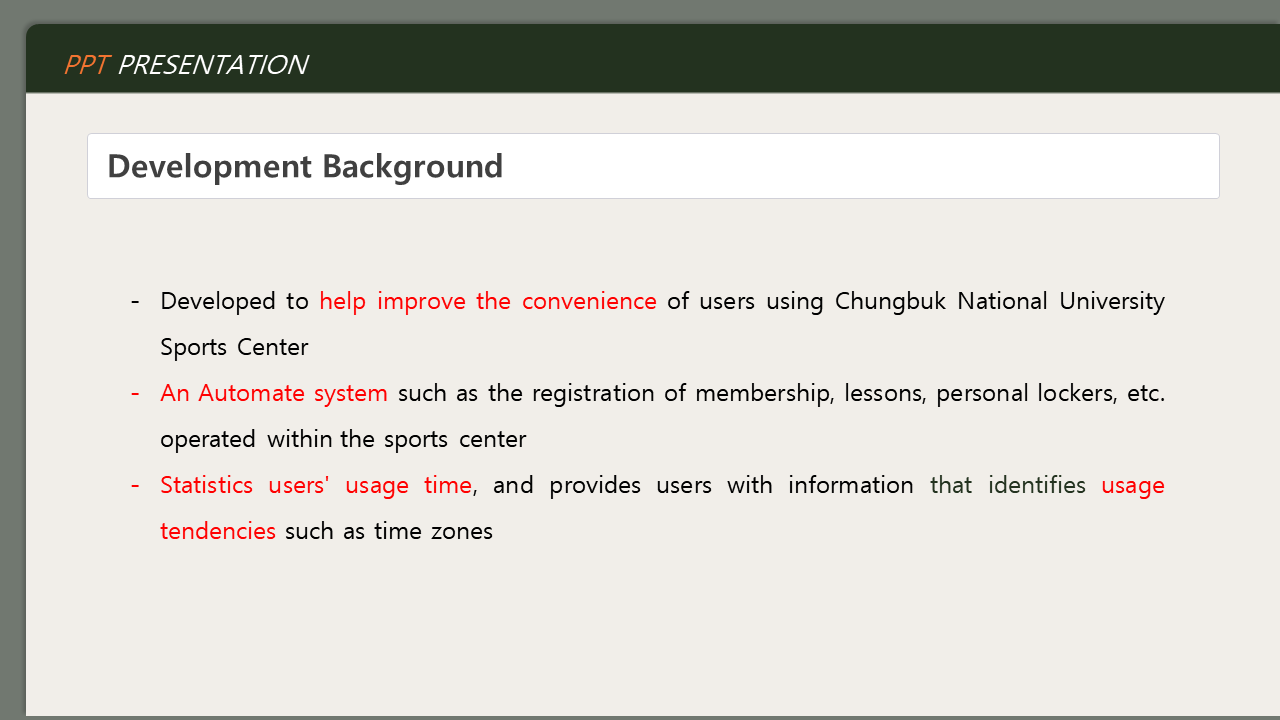 PPT PRESENTATION
Development Background
- Developed to help improve the convenience of users using Chungbuk National University
Sports Center
- An Automate system such as the registration of membership, lessons, personal lockers, etc.
operated within the sports center
- Statistics users' usage time, and provides users with information that identifies usage
tendencies such as time zones